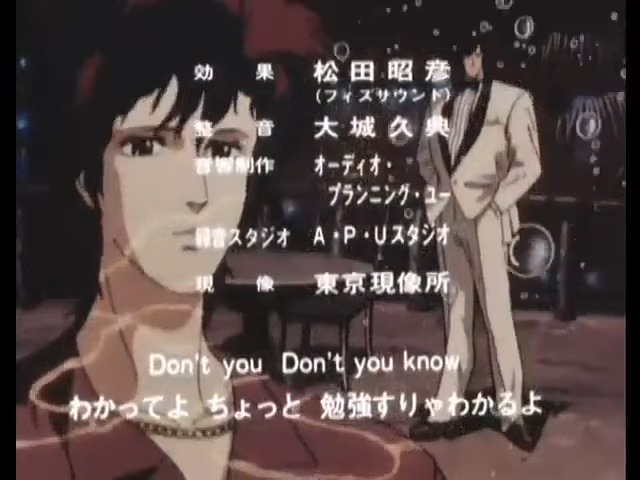 効果 松田昭彦
(フィズサウンド)
整音 大城久典
音響制作 オーディオ・
プランニング・ユー
録音スタジオ A・P・Uスタジオ
現像 東京現像所
Don't you Don't you know
わかってよ ちょっと 勉強すりゃわかるよ